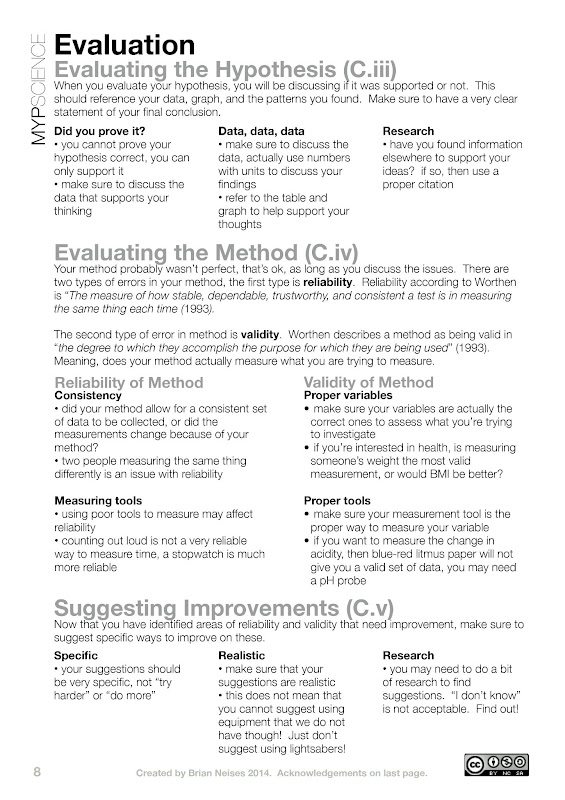 MYPSCIENCE
Evaluation
Evaluating the Hypothesis (C.iii)
When you evaluate your hypothesis, you will be discussing if it was supported or not. This
should reference your data, graph, and the patterns you found. Make sure to have a very clear
statement of your final conclusion.
Did you prove it?
• you cannot prove your
hypothesis correct, you can
only support it
• make sure to discuss the
data that supports your
thinking
Data, data, data
• make sure to discuss the
data, actually use numbers
with units to discuss your
findings
• refer to the table and
graph to help support your
thoughts
Research
• have you found information
elsewhere to support your
ideas? if so, then use a
proper citation
Evaluating the Method (C.iv)
Your method probably wasn't perfect, that's ok, as long as you discuss the issues. There are
two types of errors in your method, the first type is reliability. Reliability according to Worthen
is "The measure of how stable, dependable, trustworthy, and consistent a test is in measuring
the same thing each time (1993).
The second type of error in method is validity. Worthen describes a method as being valid in
"the degree to which they accomplish the purpose for which they are being used" (1993).
Meaning, does your method actually measure what you are trying to measure.
Reliability of Method
Consistency
• did your method allow for a consistent set
of data to be collected, or did the
measurements change because of your
method?
• two people measuring the same thing
differently is an issue with reliability
Measuring tools
• using poor tools to measure may affect
reliability
• counting out loud is not a very reliable
way to measure time, a stopwatch is much
more reliable
Validity of Method
Proper variables
• make sure your variables are actually the
correct ones to assess what you're trying
to investigate
• if you're interested in health, is measuring
someone's weight the most valid
measurement, or would BMI be better?
Proper tools
• make sure your measurement tool is the
proper way to measure your variable
• if you want to measure the change in
acidity, then blue-red litmus paper will not
give you a valid set of data, you may need
a pH probe
Suggesting Improvements (C.v)
Now that you have identified areas of reliability and validity that need improvement, make sure to
suggest specific ways to improve on these.
Specific
• your suggestions should
be very specific, not "try
harder" or "do more"
Realistic
• make sure that your
suggestions are realistic
• this does not mean that
you cannot suggest using
equipment that we do not
have though! Just don't
suggest using lightsabers!
Research
• you may need to do a bit
of research to find
suggestions. "I don't know"
is not acceptable. Find out!
8
Created by Brian Neises 2014. Acknowledgements on last page.
cc
BY NC SA